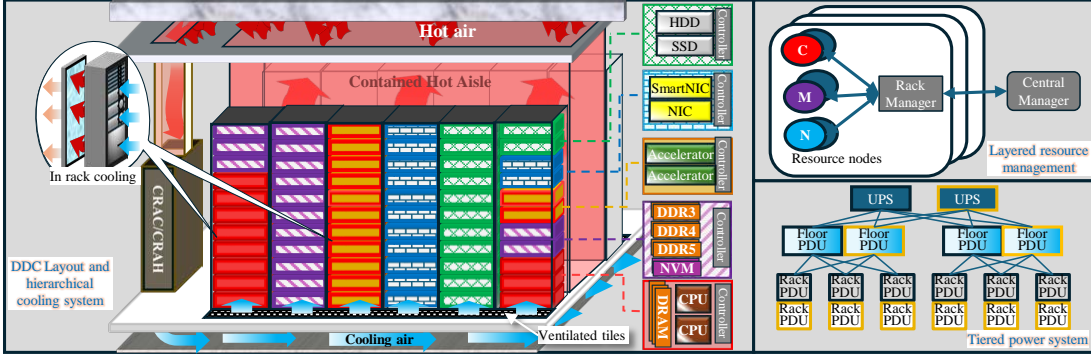 Hot air
Contained Hot Aisle
In rack cooling
CRAC/CRAH
DDC Layout and
hierarchical
cooling system
Cooling air
Ventilated tiles
HDD
SSD
Controller
SmartNIC
NIC
Controller
Accelerator
Accelerator
Controller
DDR3
DDR4
DDR5
NVM
Controller
DRAM
CPU
CPU
Controller
C
M
N
Resource nodes
Rack
Manager
Central
Manager
Layered resource
management
UPS
UPS
Floor
PDU
Floor
PDU
Floor
PDU
Floor
PDU
Rack
PDU
Rack
PDU
Rack
PDU
Rack
PDU
Rack
PDU
Rack
PDU
Rack
PDU
Rack
PDU
Rack
PDU
Rack
PDU
Rack
PDU
Rack
PDU
Tiered power system